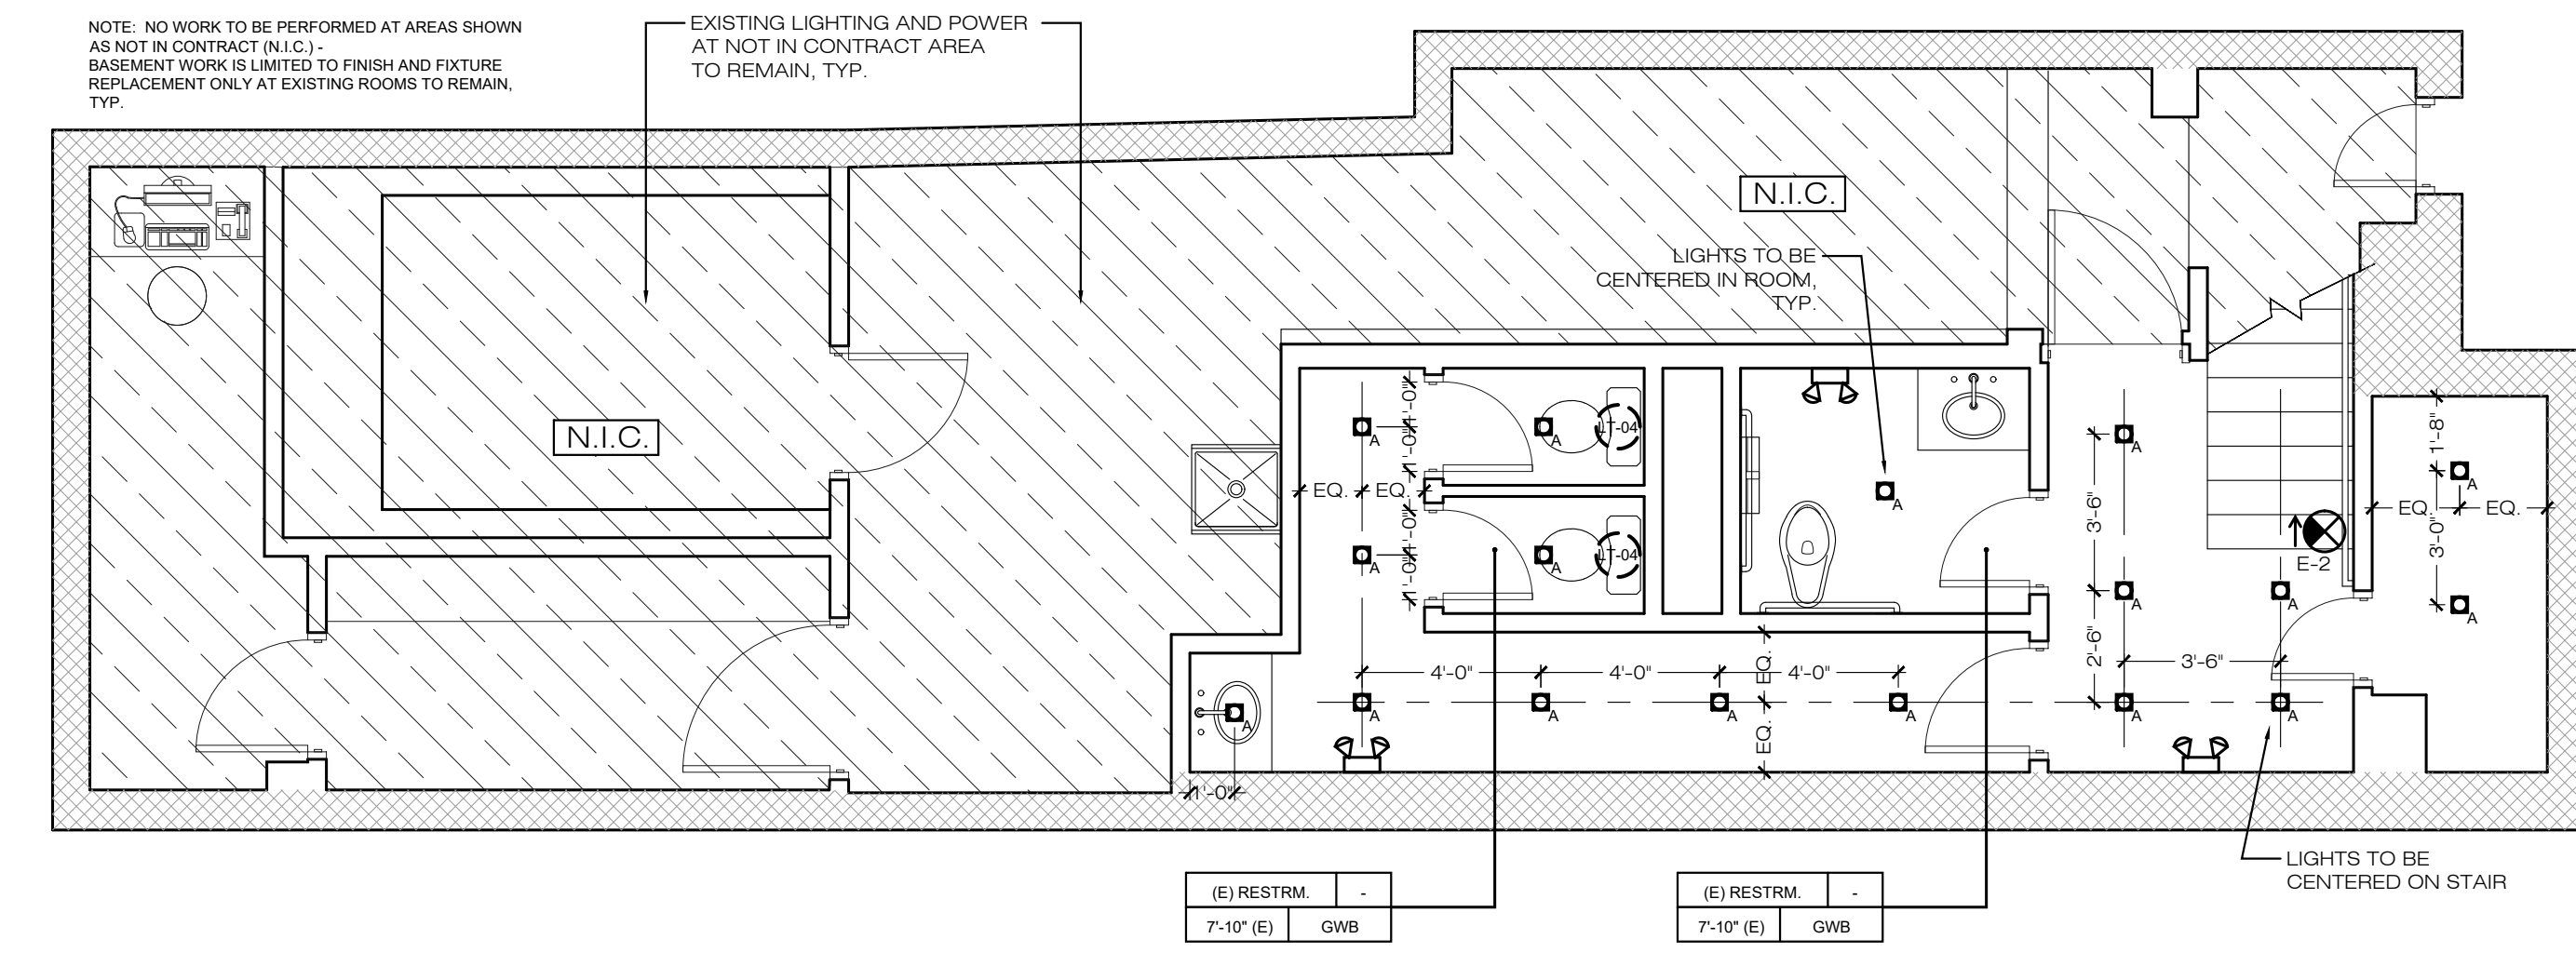 NOTE:  NO WORK TO BE PERFORMED AT AREAS SHOWN
AS NOT IN CONTRACT (N.I.C.) -
BASEMENT WORK IS LIMITED TO FINISH AND FIXTURE
REPLACEMENT ONLY AT EXISTING ROOMS TO REMAIN,
TYP.
EXISTING LIGHTING AND POWER
AT NOT IN CONTRACT AREA
TO REMAIN, TYP.
N.I.C.
LIGHTS TO BE
CENTERED IN ROOM,
TYP.
N.I.C.
1'-0"
1'-0"
1'-0"
1'-0"
A
A
LT-04
A
A
LT-04
EQ.
EQ.
A
A
A
A
3'-6"
2'-6"
3'-6"
E-2
1'-8"
3'-0"
EQ.
EQ.
A
A
4'-0"
4'-0"
4'-0"
EQ.
EQ.
A
A
A
A
A
A
A
1'-0"
LIGHTS TO BE
CENTERED ON STAIR
(E) RESTRM.
-
7'-10" (E)
GWB
(E) RESTRM.
-
7'-10" (E)
GWB